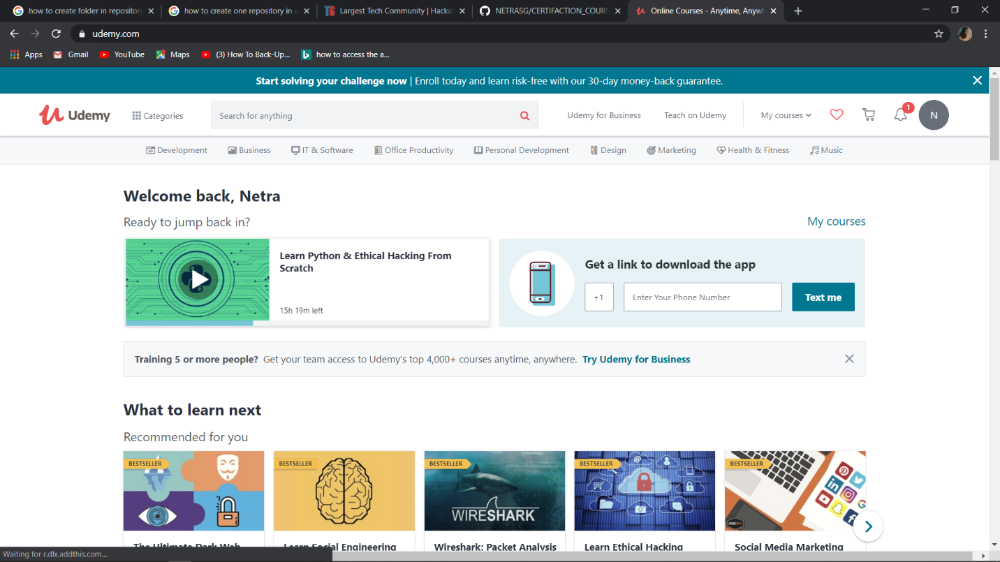 how to create folder in repository
how to create one repository in a
Largest Tech Community | Hackat
NETRASG/CERTIFACTION_COURS
Online Courses - Anytime, Anywh
udemy.com
Apps
Gmail
YouTube
Maps
(3) How To Back-Up...
how to access the a...
Start solving your challenge now | Enroll today and learn risk-free with our 30-day money-back guarantee.
Udemy
Categories
Search for anything
Udemy for Business
Teach on Udemy
My courses
1
N
Development
Business
IT & Software
Office Productivity
Personal Development
Design
Marketing
Health & Fitness
Music
Welcome back, Netra
Ready to jump back in?
My courses
Learn Python & Ethical Hacking From
Scratch
15h 19m left
Get a link to download the app
+1
Enter Your Phone Number
Text me
Training 5 or more people? Get your team access to Udemy's top 4,000+ courses anytime, anywhere. Try Udemy for Business
What to learn next
Recommended for you
BESTSELLER
BESTSELLER
BESTSELLER
BESTSELLER
BESTSELLER
WIRESHARK
The Ultimate Dark Web
Learn Social Engineering
Wireshark: Packet Analysis
Learn Ethical Hacking
Social Media Marketing
Waiting for r.dlx.addthis.com...